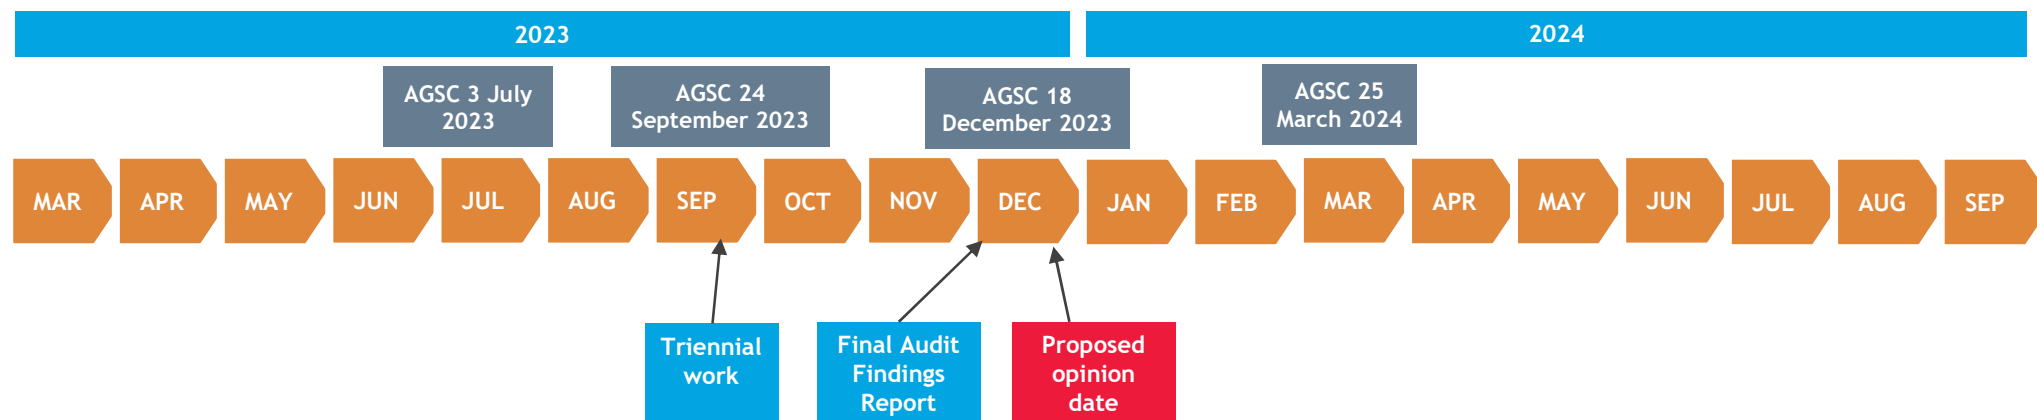 2023
2024
AGSC 3 July
2023
AGSC 24
September 2023
AGSC 18
December 2023
AGSC 25
March 2024
MAR
APR
MAY
JUN
JUL
AUG
SEP
OCT
NOV
DEC
JAN
FEB
MAR
APR
MAY
JUN
JUL
AUG
SEP
Triennial
work
Final Audit
Findings
Report
Proposed
opinion
date